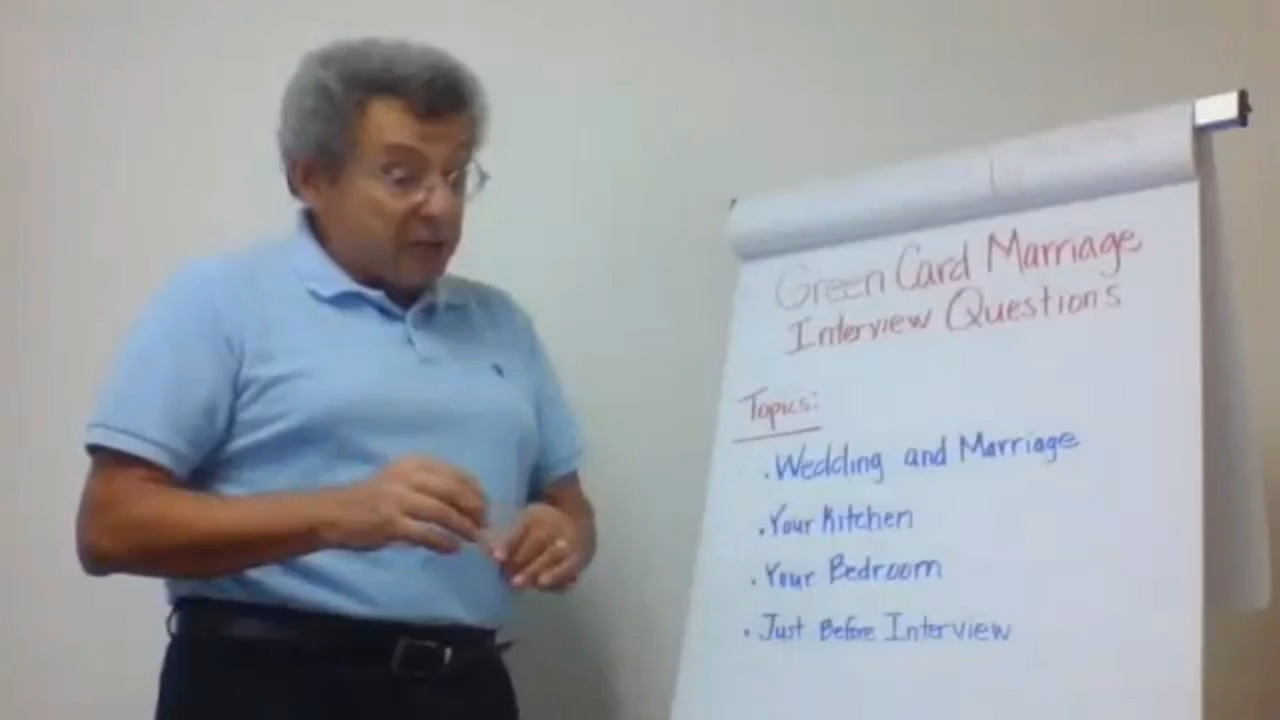 Green Card Marriage
Interview Questions
Topics:
. Wedding and Marriage
. Your Kitchen
. Your Bedroom
. Just Before Interview